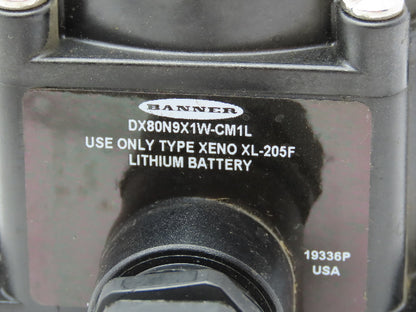 BANNER
DX80N9X1W-CM1L
USE ONLY TYPE XENO XL-205F
LITHIUM BATTERY
19336P
USA